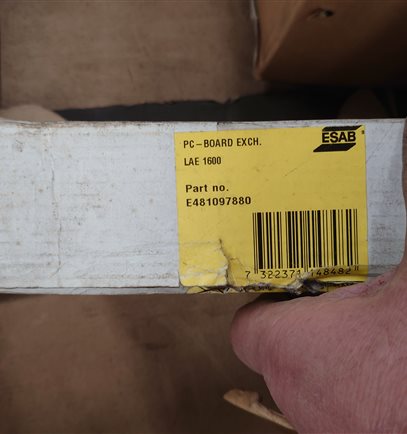 ESAB
PC-BOARD EXCH.
LAE 1600
Part no.
E481097880
7 322371 148482